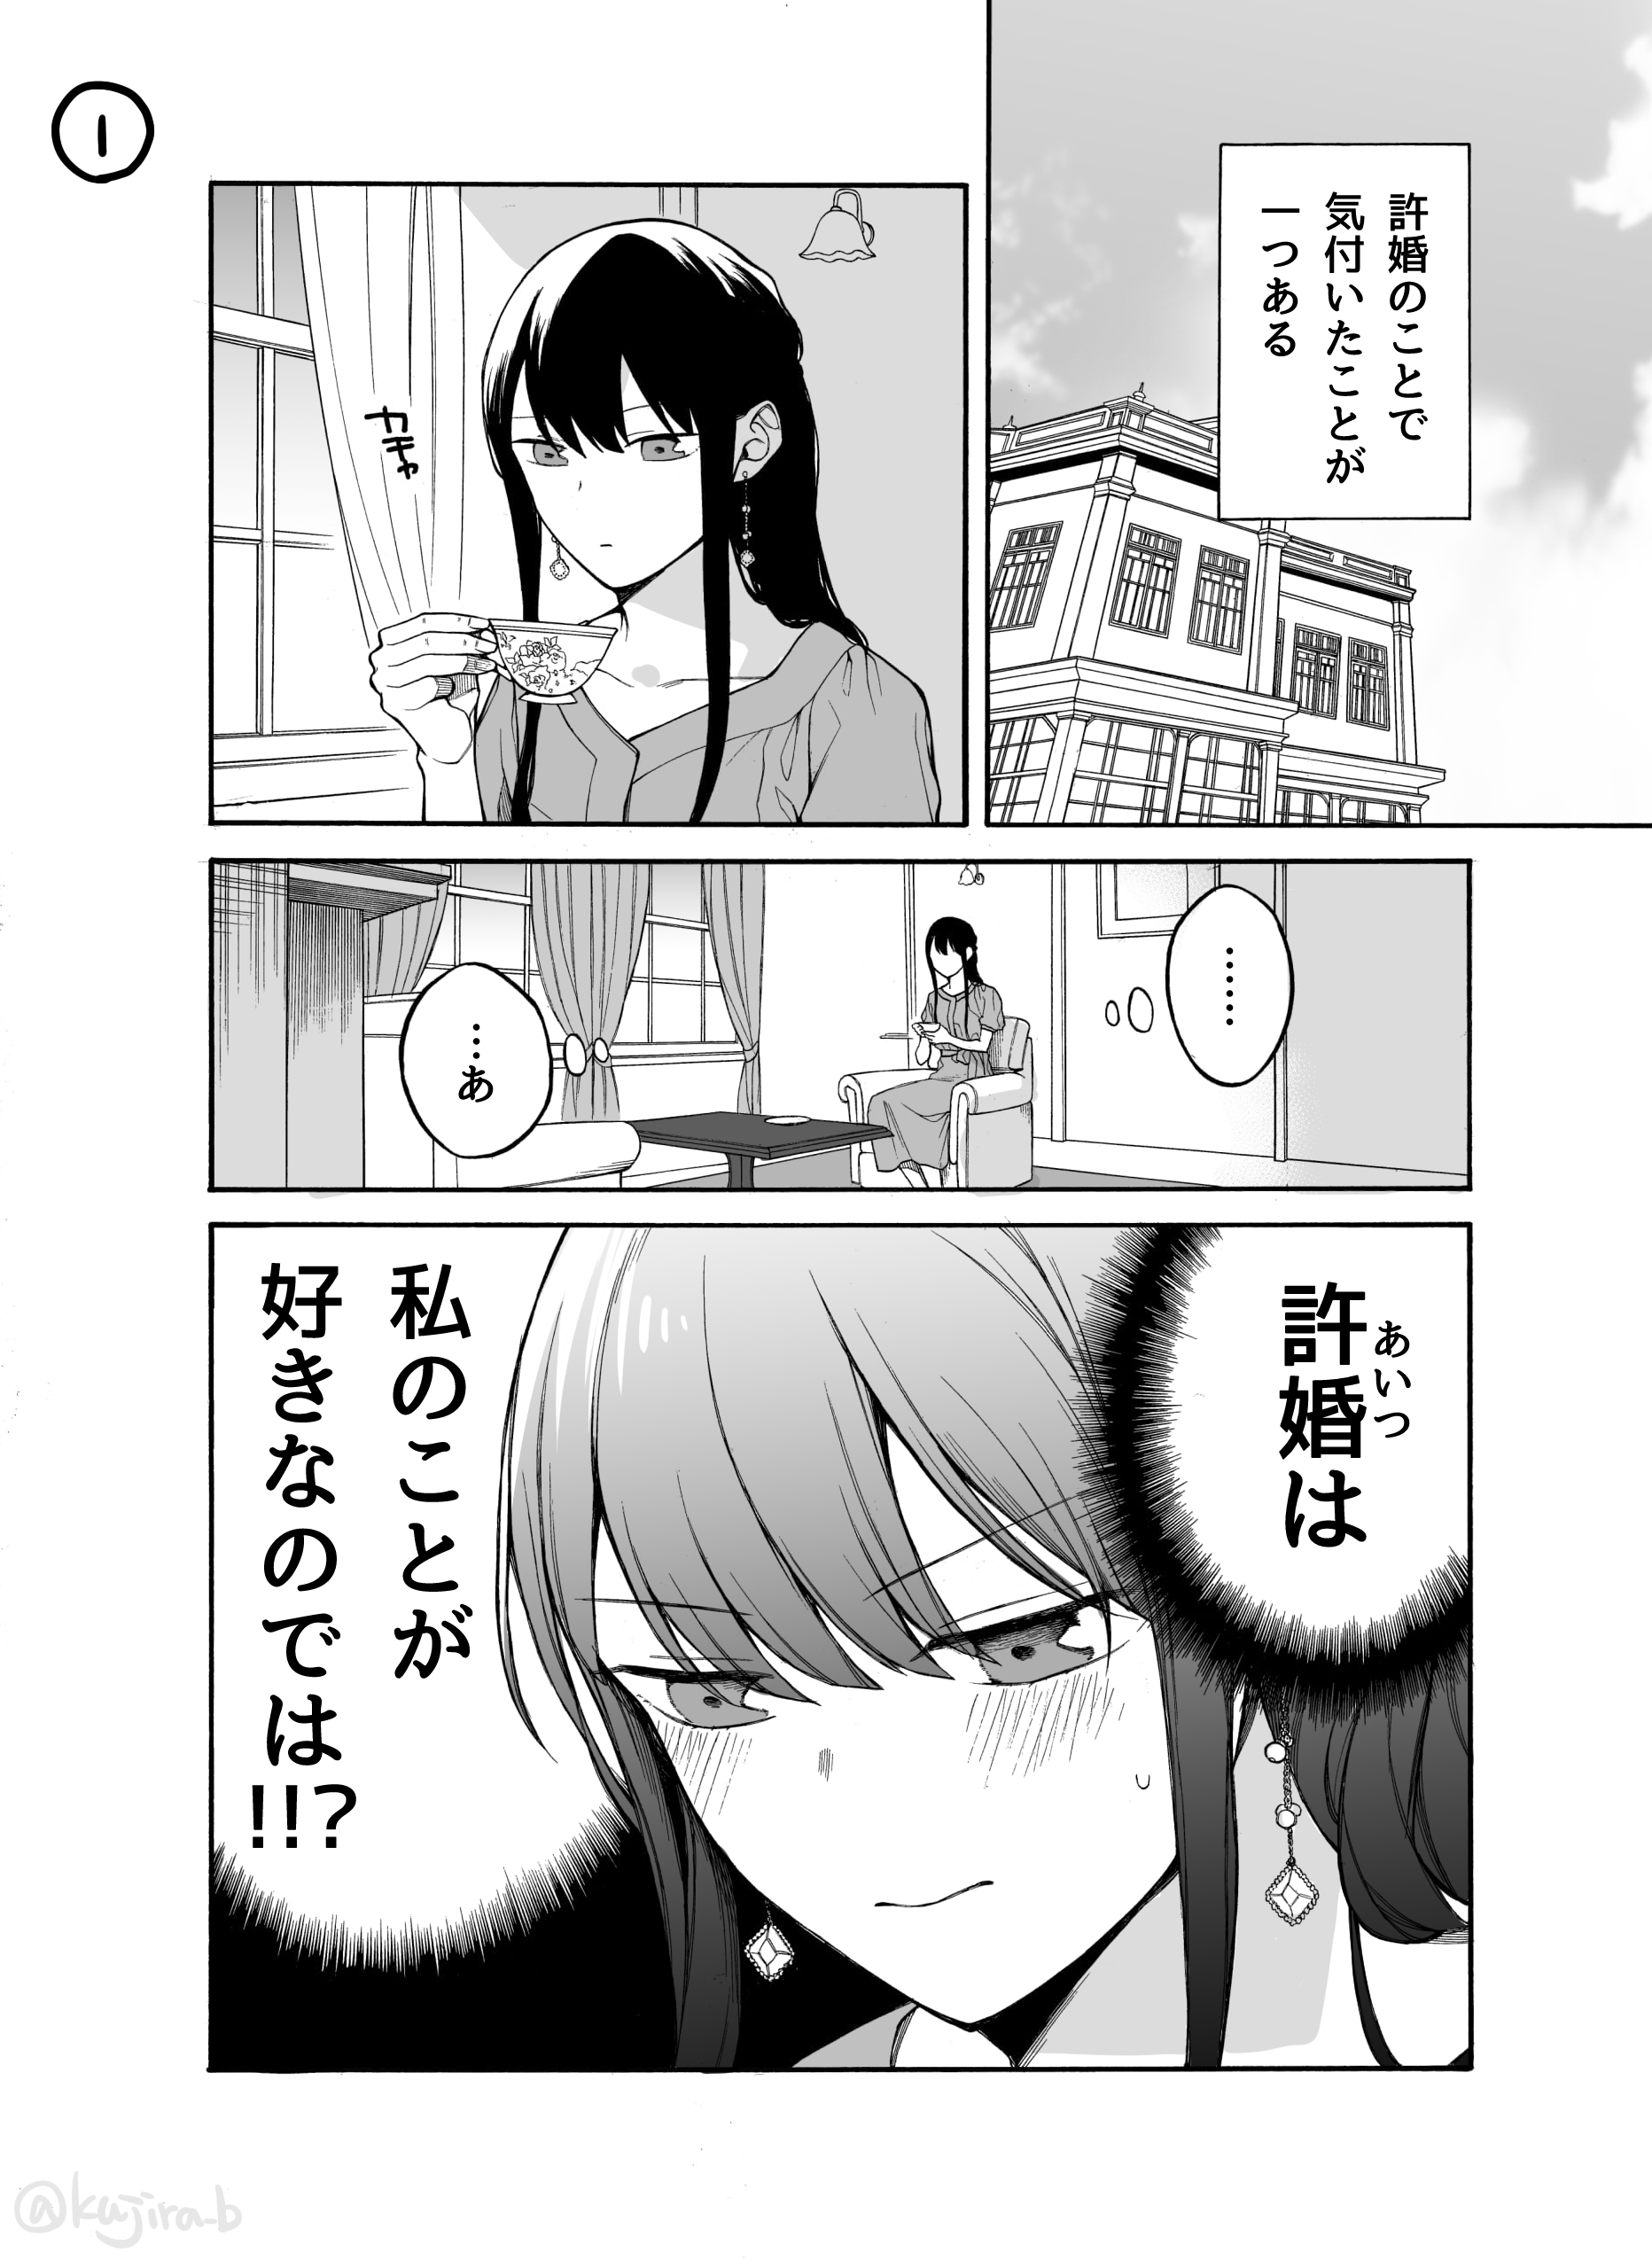 ①
許婚のことで
気付いたことが
一つある
カチャ
……
…あ
許婚は
あいつ
私のことが
好きなのでは!!?
@kujira_b